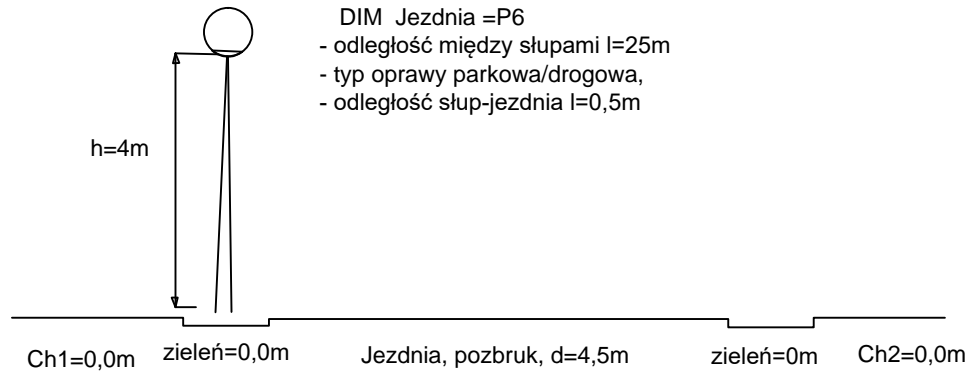 DIM Jezdnia =P6
- odległość między słupami l=25m
- typ oprawy parkowa/drogowa,
- odległość słup-jezdnia l=0,5m
h=4m
Ch1=0,0m
zieleń=0,0m
Jezdnia, pozbruk, d=4,5m
zieleń=0m
Ch2=0,0m